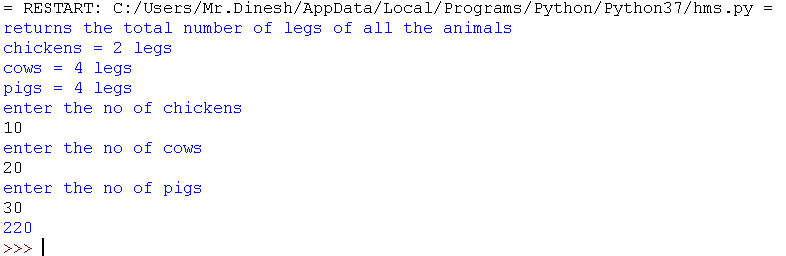 = RESTART: C:/Users/Mr.Dinesh/AppData/Local/Programs/Python/Python37/hms.py =
returns the total number of legs of all the animals
chickens = 2 legs
cows = 4 legs
pigs = 4 legs
enter the no of chickens
10
enter the no of cows
20
enter the no of pigs
30
220
>>>